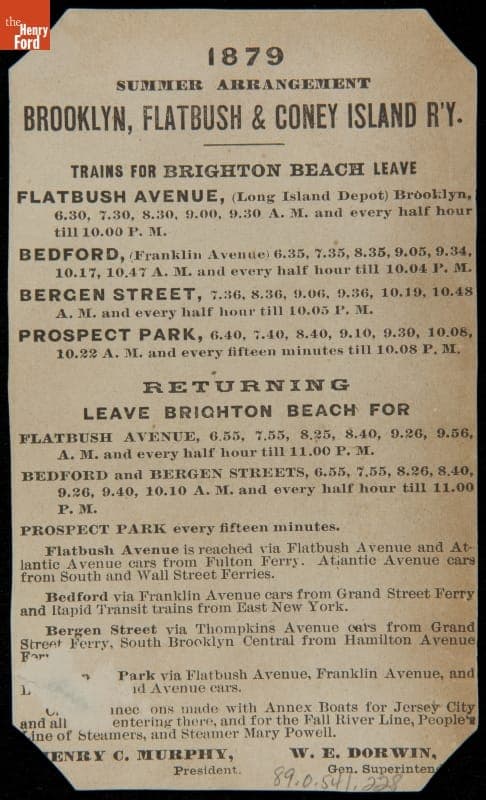 the
Henry
Ford
1879
SUMMER ARRANGEMENT
BROOKLYN, FLATBUSH & CONEY ISLAND R'Y.
TRAINS FOR BRIGHTON BEACH LEAVE
FLATBUSH AVENUE, (Long Island Depot) Brooklyn,
6.30, 7.30, 8.30, 9.00, 9.30 A. M. and every half hour
till 10.00 P. M.
BEDFORD, (Franklin Avenue) 6.35, 7.35, 8.35, 9.05, 9.34,
10.17, 10.47 A. M. and every half hour till 10.04 P. M.
BERGEN STREET, 7.36, 8.36, 9.06, 9.36, 10.19, 10.48
A. M. and every half hour till 10.05 P. M.
PROSPECT PARK, 6.40, 7.40, 8.40, 9.10, 9.39, 10.08,
10.22 A. M. and every fifteen minutes till 10.08 P. M.
RETURNING
LEAVE BRIGHTON BEACH FOR
FLATBUSH AVENUE, 6.55, 7.55, 8.25, 8.40, 9.26, 9.56,
A. M. and every half hour till 11.00 P. M.
BEDFORD and BERGEN STREETS, 6.55, 7.55, 8.26, 8.40,
9.26, 9.40, 10.10 A. M. and every half hour till 11.00
P. M.
PROSPECT PARK every fifteen minutes.
Flatbush Avenue is reached via Flatbush Avenue and At-
lantic Avenue cars from Fulton Ferry. Atlantic Avenue cars
from South and Wall Street Ferries.
Bedford via Franklin Avenue cars from Grand Street Ferry
and Rapid Transit trains from East New York.
Bergen Street via Thompkins Avenue cars from Grand
Street Ferry, South Brooklyn Central from Hamilton Avenue
Park via Flatbush Avenue, Franklin Avenue, and
Avenue cars.
made with Annex Boats for Jersey City
and all entering there, and for the Fall River Line, People's
Line of Steamers, and Steamer Mary Powell.
HENRY C. MURPHY, W. E. DORWIN,
President. Gen. Superinten
89.0.541.228